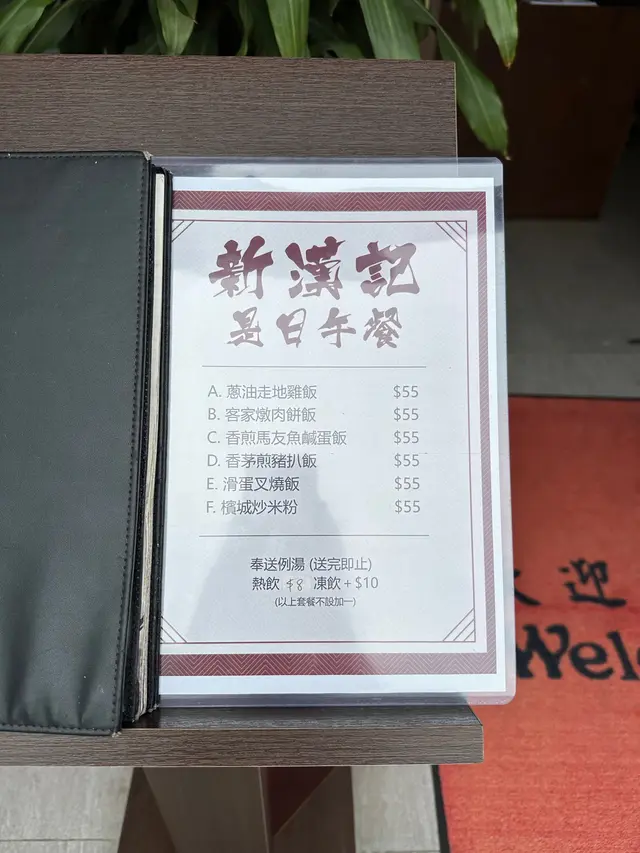 新漢記
是日午餐
A. 蔥油走地雞飯 $55
B. 客家燉肉餅飯 $55
C. 香煎馬友魚鹹蛋飯 $55
D. 香茅煎豬扒飯 $55
E. 滑蛋叉燒飯 $55
F. 檳城炒米粉 $55
奉送例湯 (送完即止)
熱飲 $8 凍飲+$10
(以上套餐不設加一)
迎
Wel